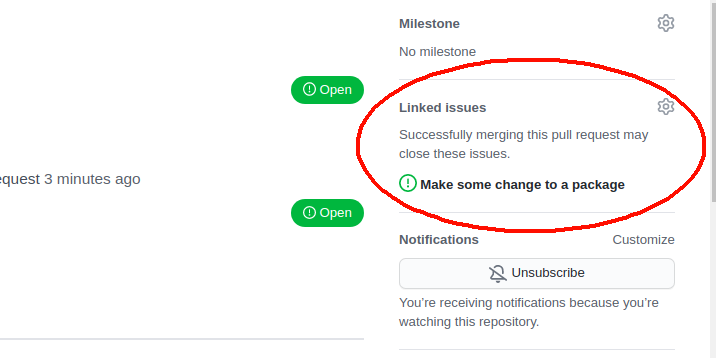 Milestone
No milestone
Open
Linked issues
Successfully merging this pull request may
close these issues.
equest 3 minutes ago
Make some change to a package
Open
Notifications
Customize
Unsubscribe
You’re receiving notifications because you’re
watching this repository.